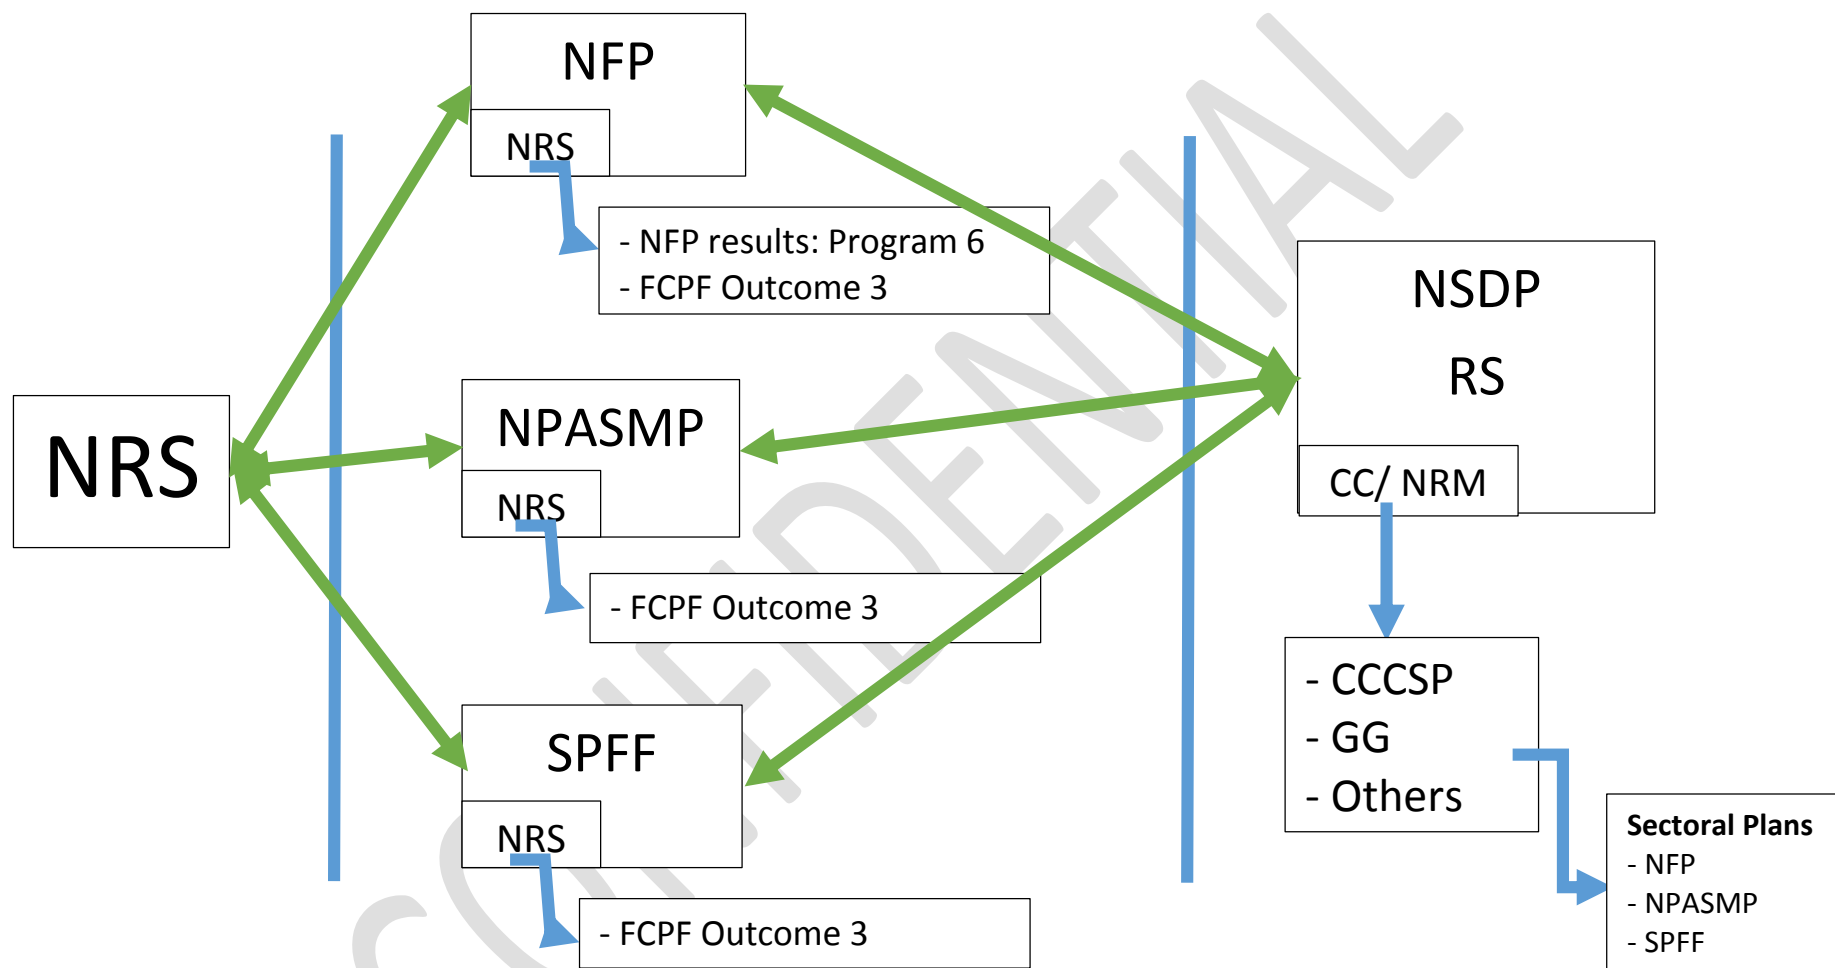 NFP
NRS
- NFP results: Program 6
- FCPF Outcome 3
NRS
NPASMP
NRS
- FCPF Outcome 3
SPFF
NRS
- FCPF Outcome 3
NSDP
RS
CC/ NRM
- CCCSP
- GG
- Others
Sectoral Plans
- NFP
- NPASMP
- SPFF
CONFIDENTIAL